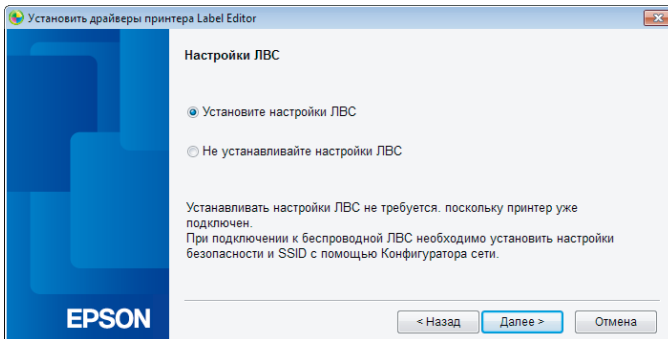 Установить драйверы принтера Label Editor
Настройки ЛВС
Установите настройки ЛВС
Не устанавливайте настройки ЛВС
Устанавливать настройки ЛВС не требуется. поскольку принтер уже
подключен.
При подключении к беспроводной ЛВС необходимо установить настройки
безопасности и SSID с помощью Конфигуратора сети.
EPSON
< Назад
Далее >
Отмена